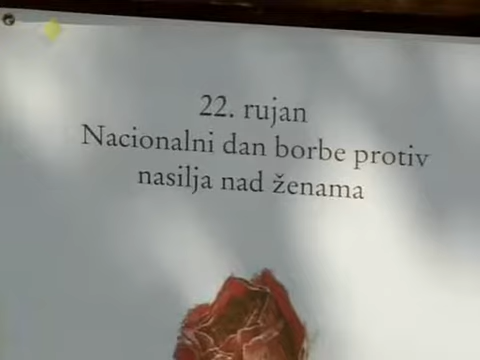 22. rujan
Nacionalni dan borbe protiv
nasilja nad ženama